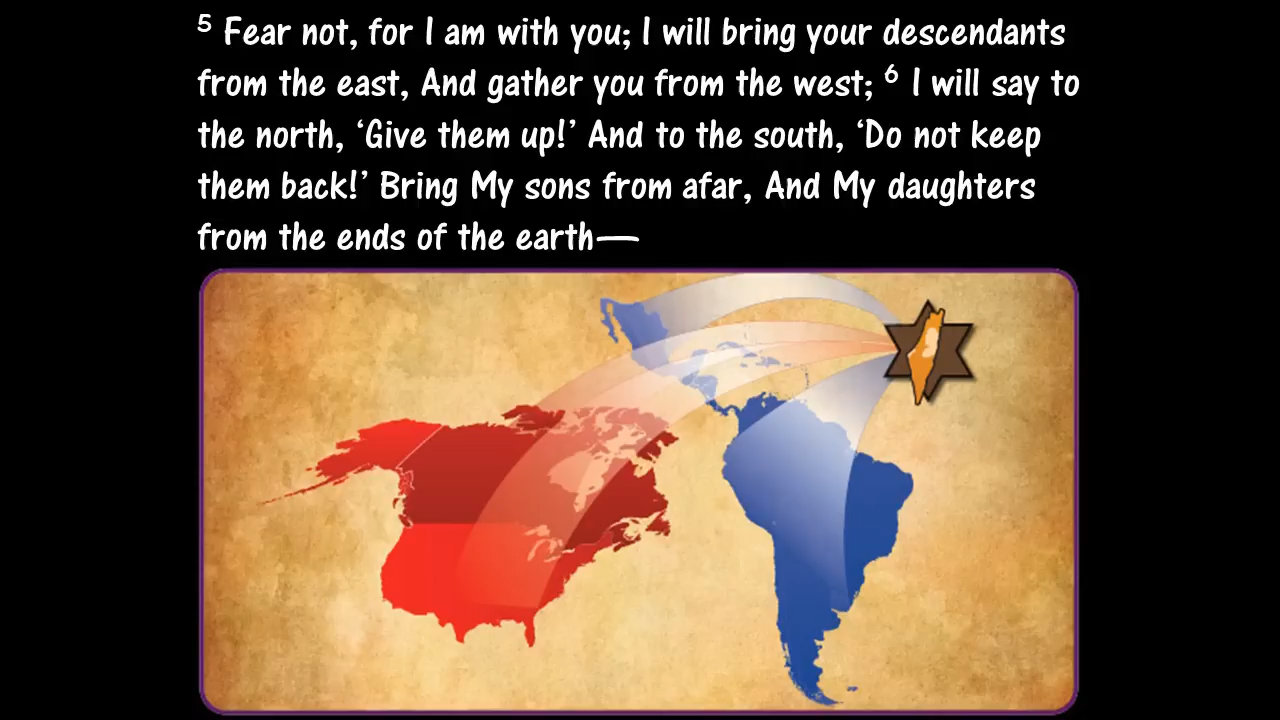 ⁵ Fear not, for I am with you; I will bring your descendants
from the east, And gather you from the west; ⁶ I will say to
the north, ‘Give them up!’ And to the south, ‘Do not keep
them back!’ Bring My sons from afar, And My daughters
from the ends of the earth—